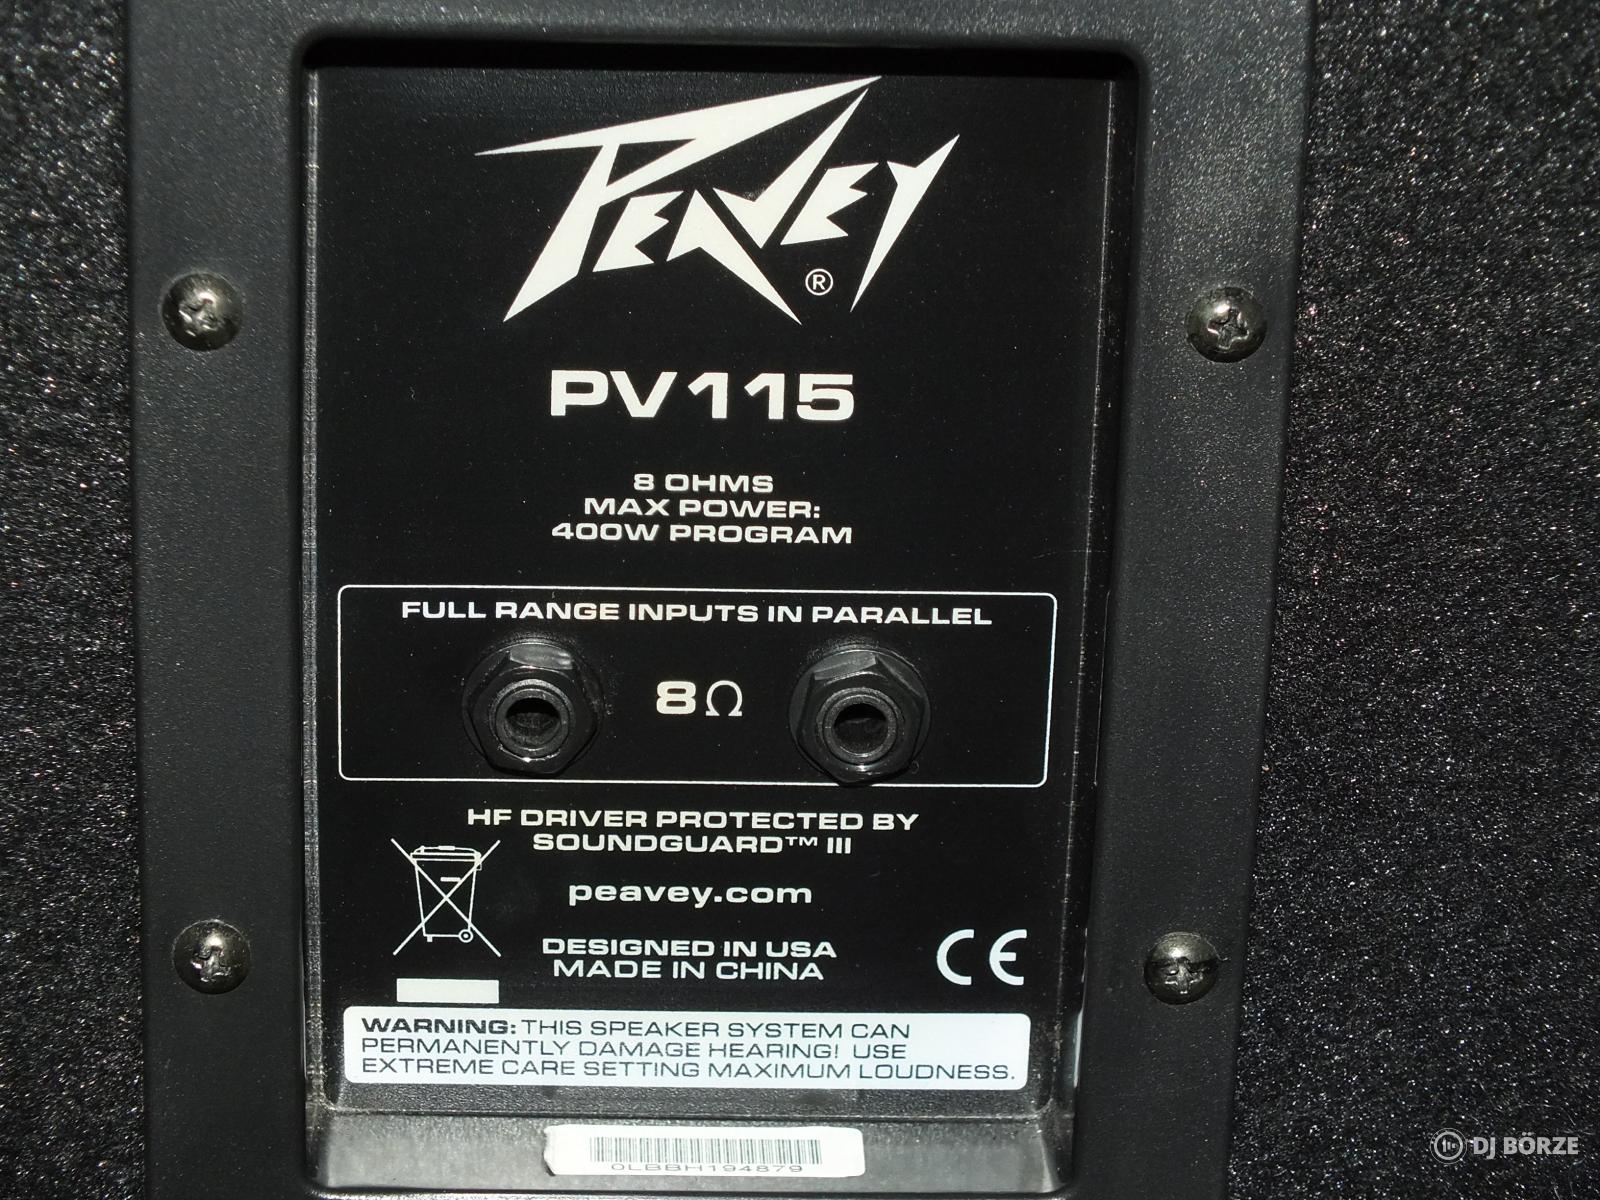 PEAVEY
®
PV115
8 OHMS
MAX POWER:
400W PROGRAM
FULL RANGE INPUTS IN PARALLEL
8Ω
HF DRIVER PROTECTED BY
SOUNDGUARD™ III
peavey.com
DESIGNED IN USA
MADE IN CHINA
CE
WARNING: THIS SPEAKER SYSTEM CAN
PERMANENTLY DAMAGE HEARING! USE
EXTREME CARE SETTING MAXIMUM LOUDNESS.
0LBBH194879
DJ BÖRZE